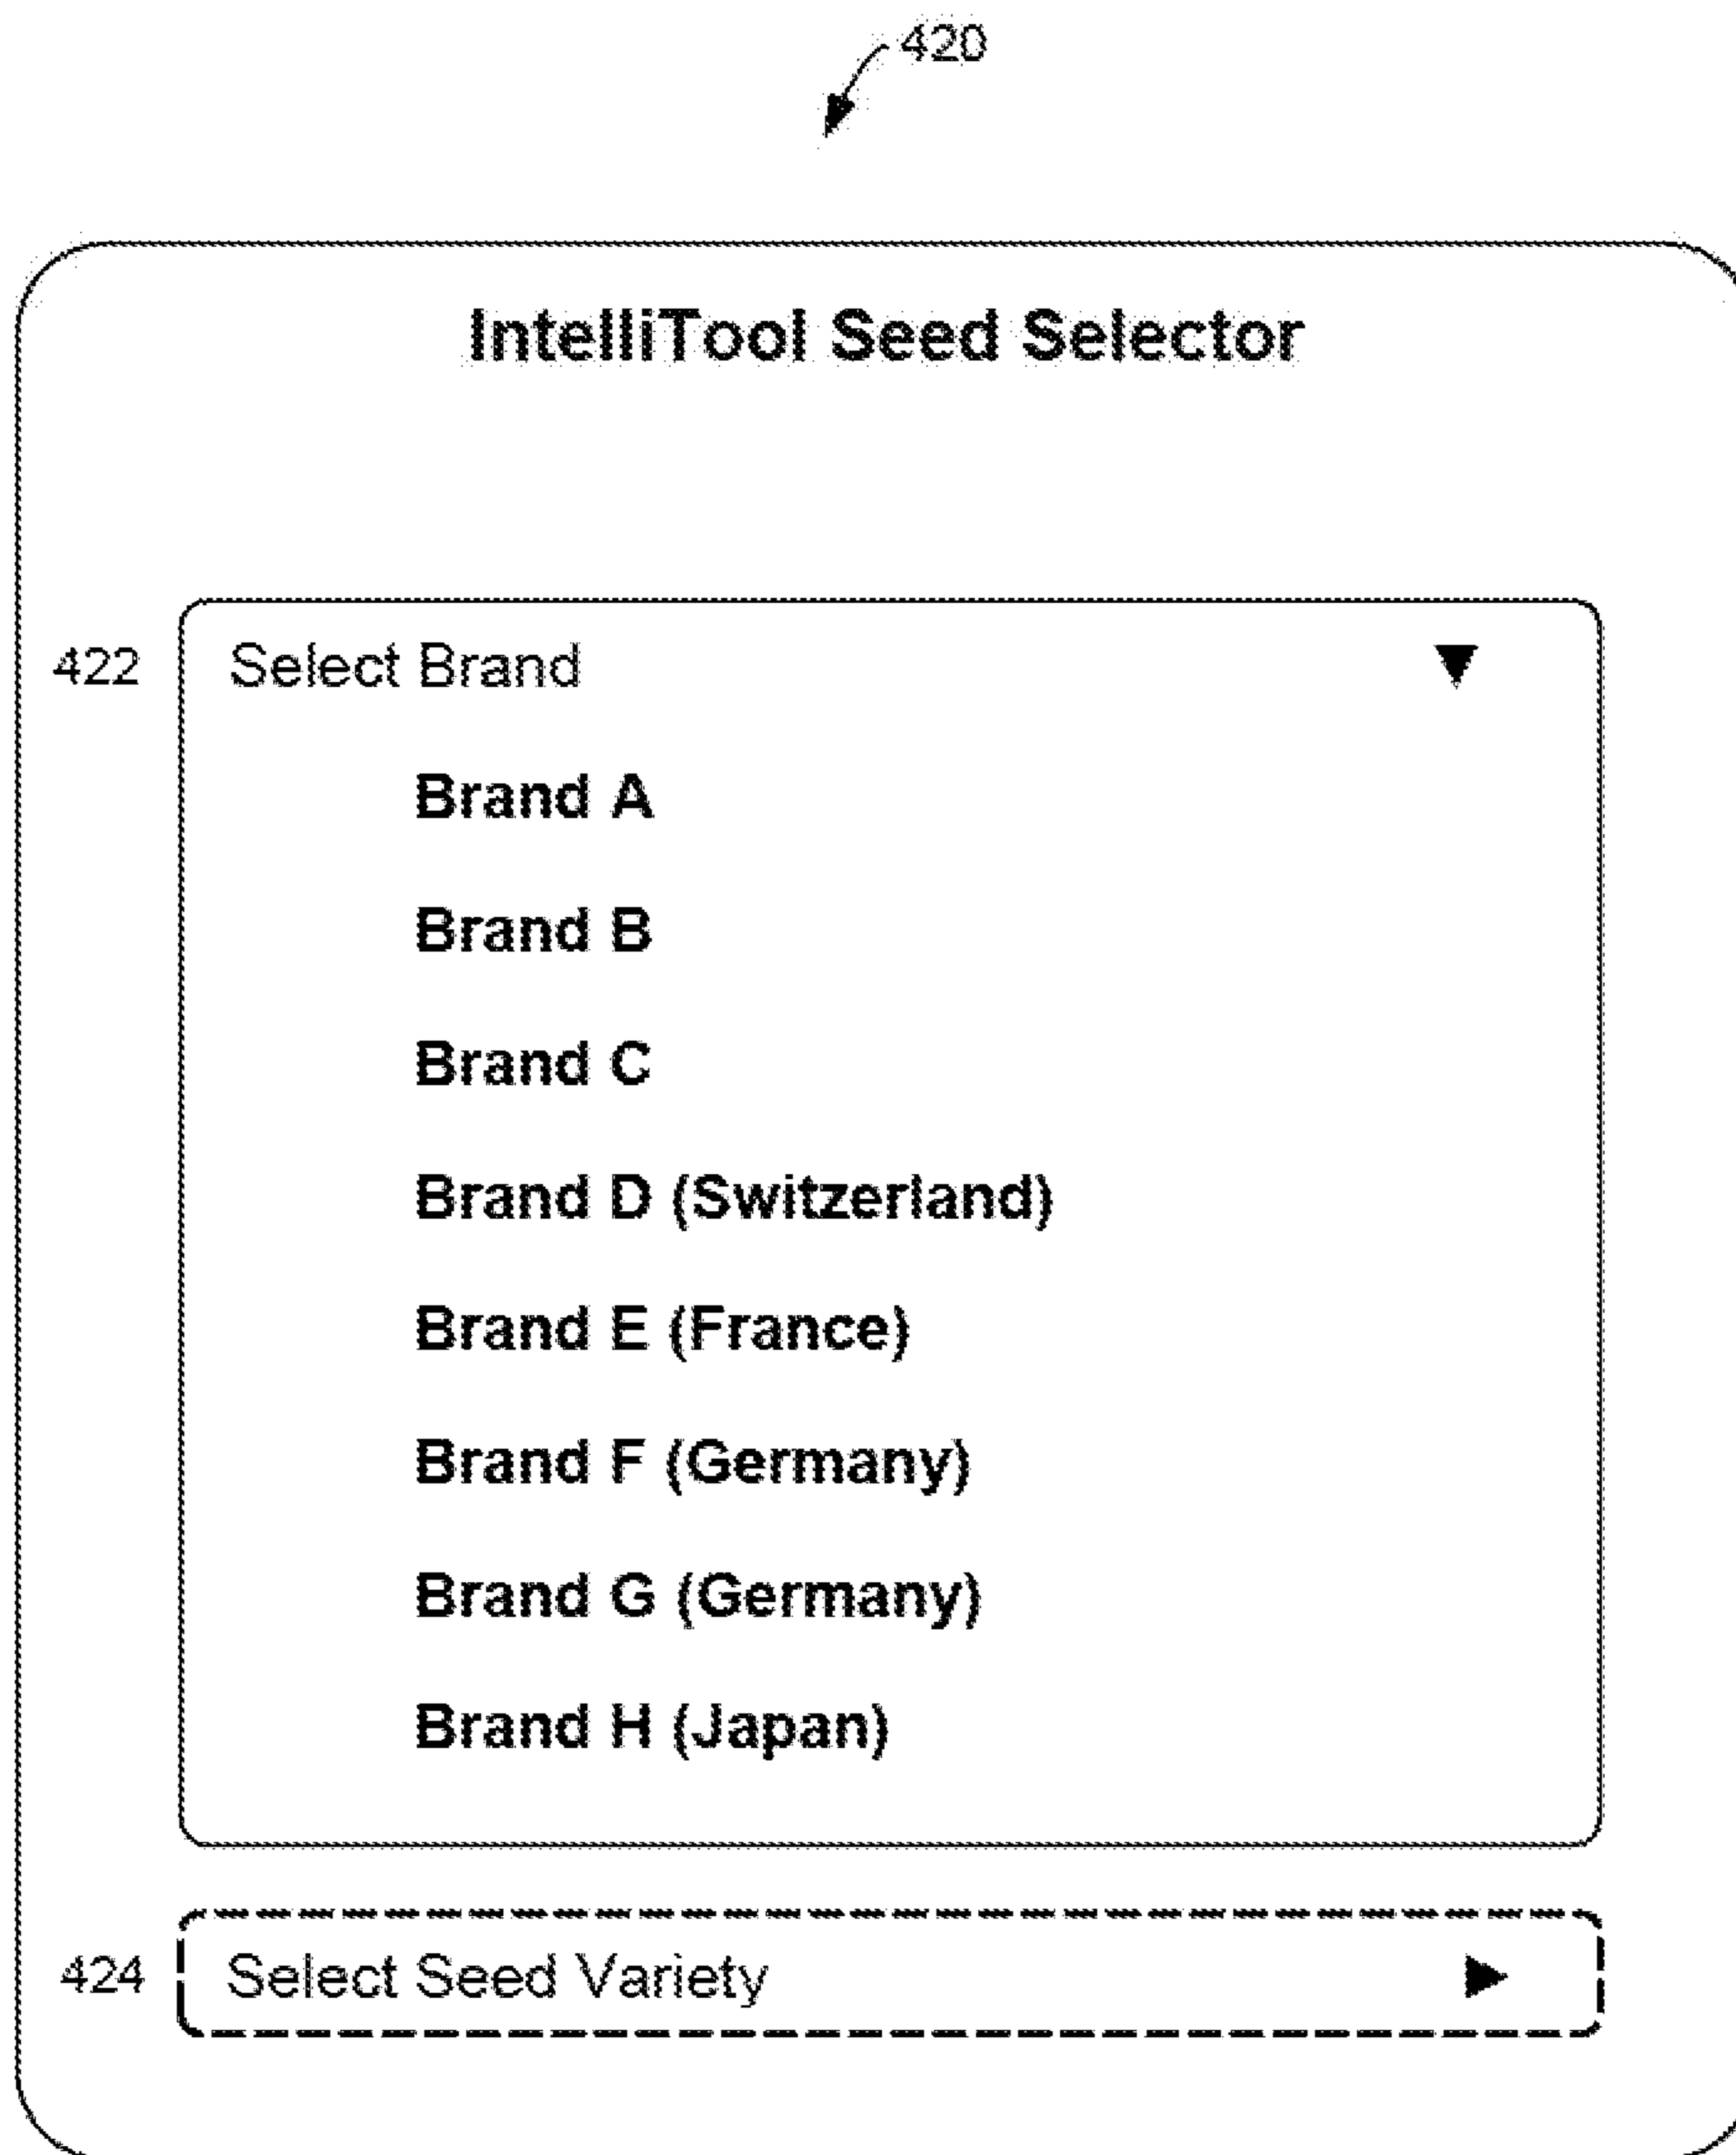 420
IntelliTool Seed Selector
422 Select Brand
Brand A
Brand B
Brand C
Brand D (Switzerland)
Brand E (France)
Brand F (Germany)
Brand G (Germany)
Brand H (Japan)
424 Select Seed Variety